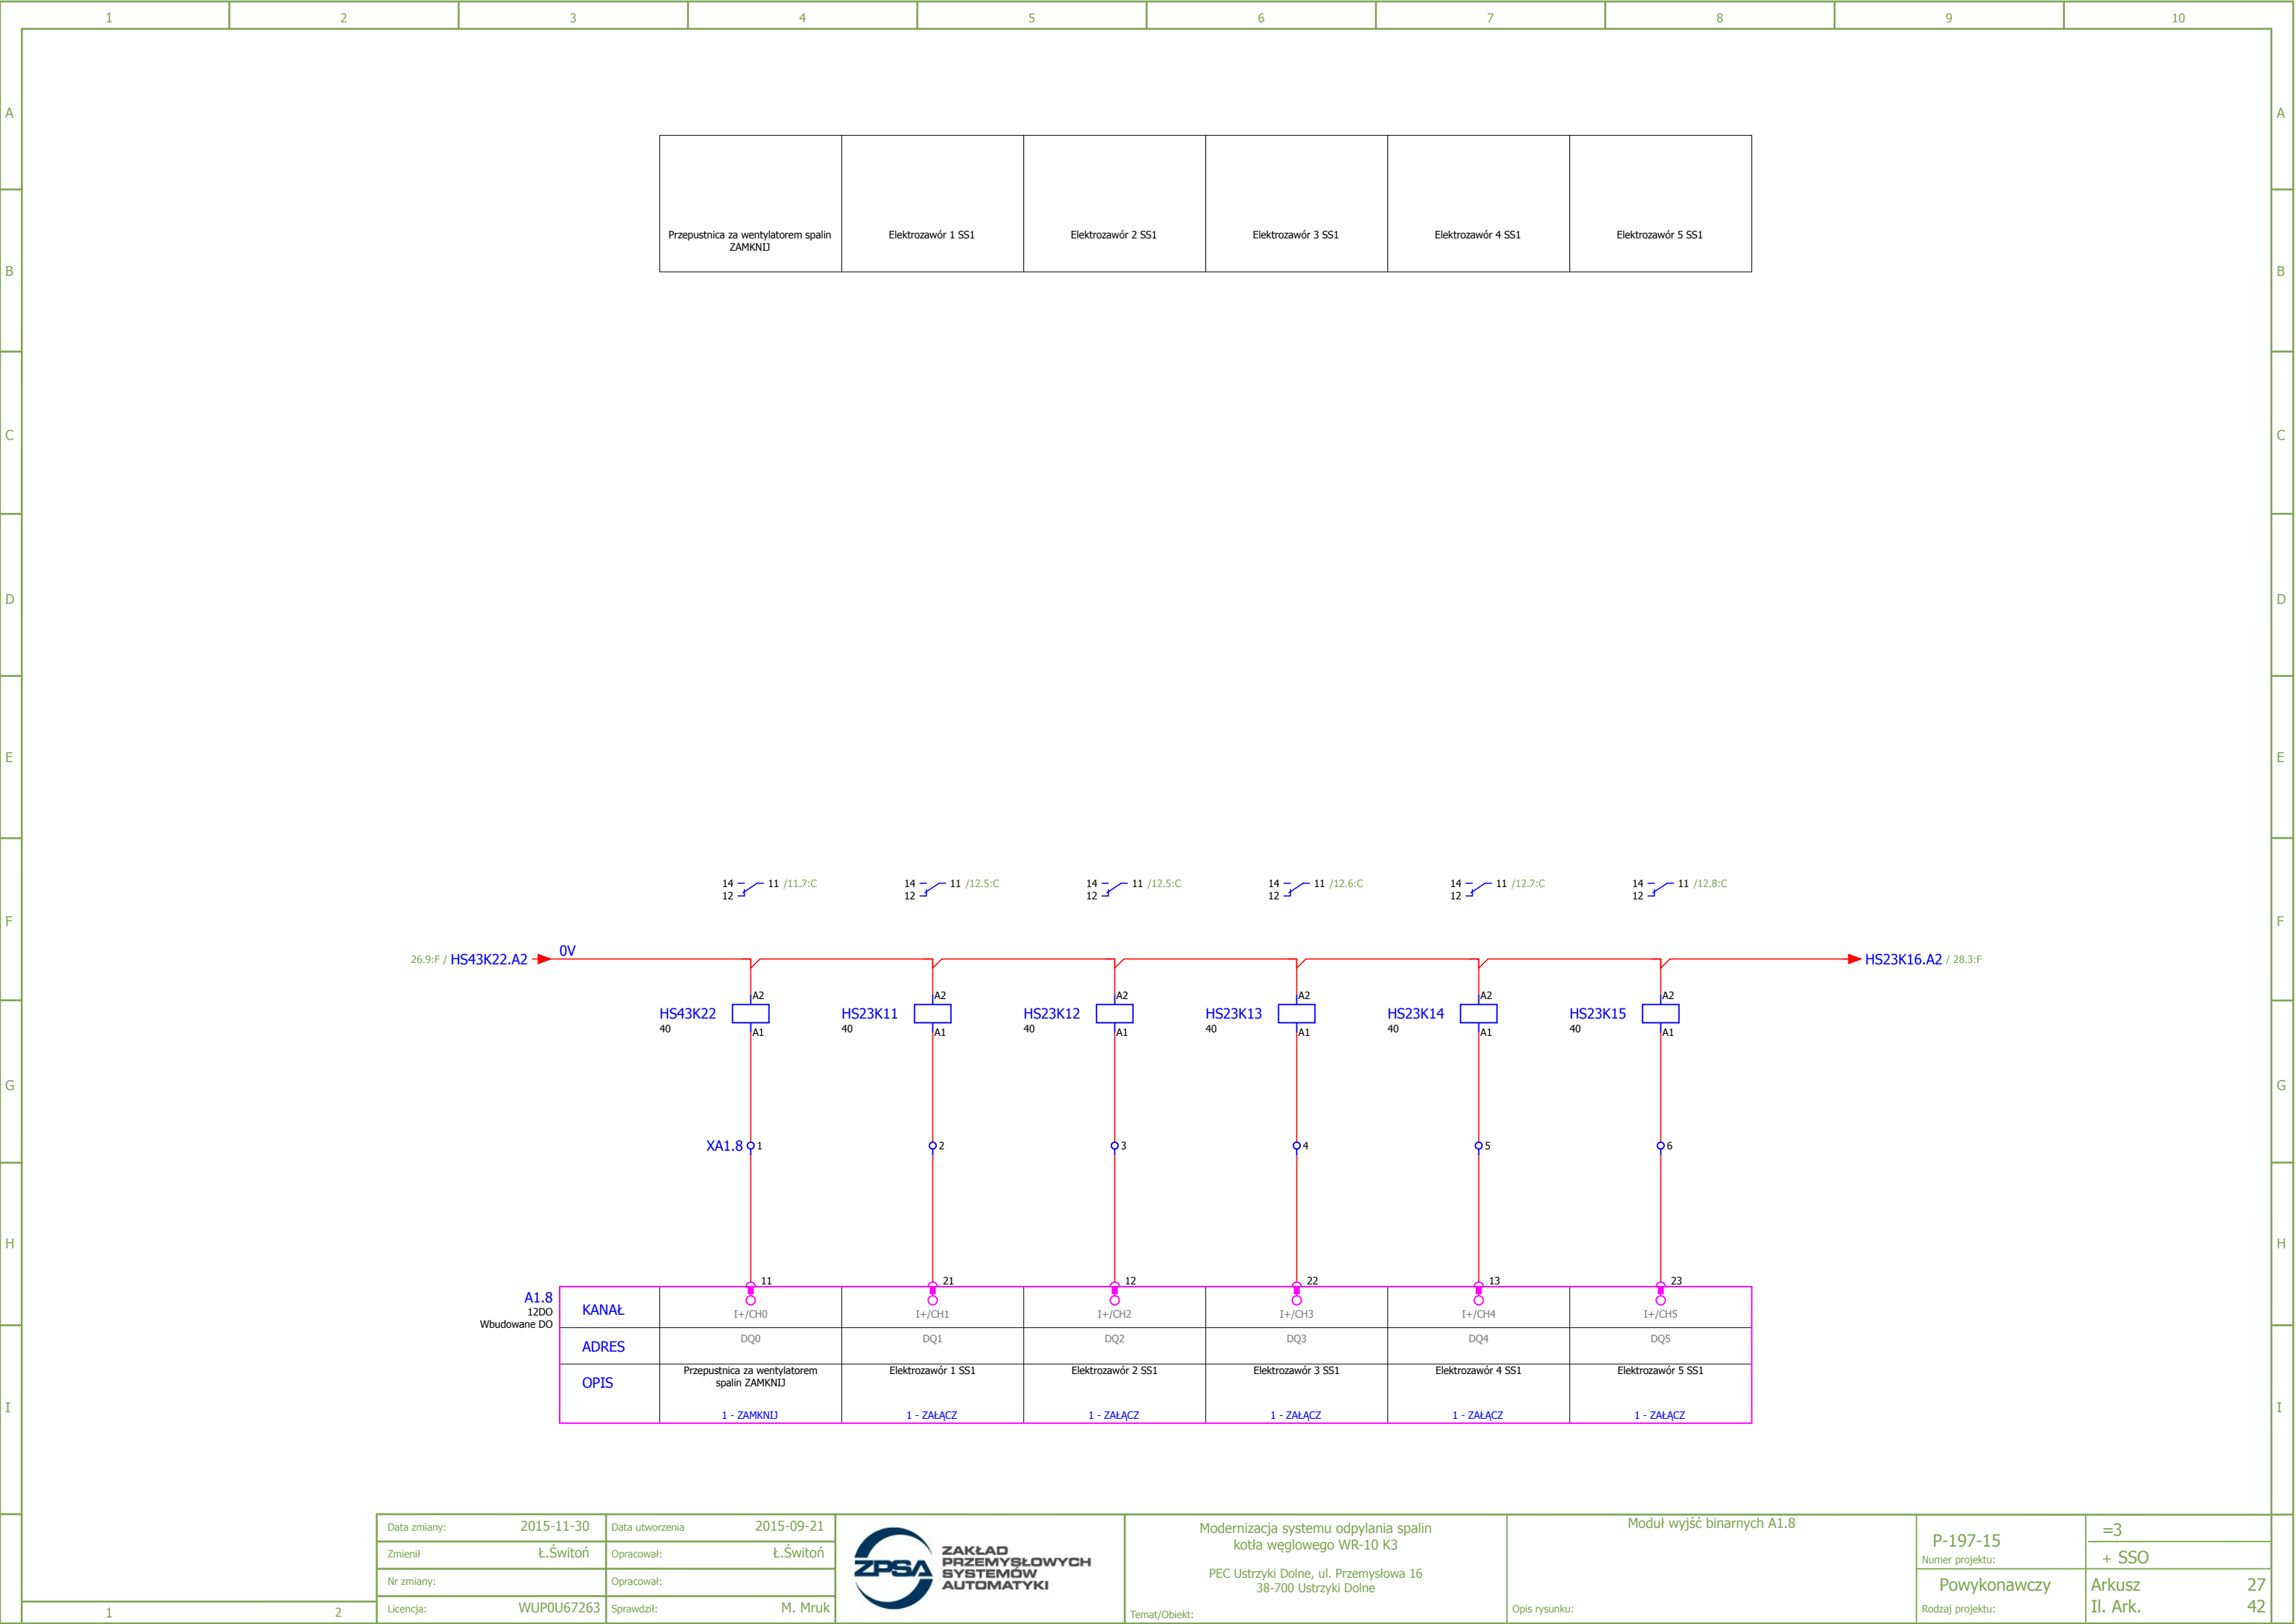 1 2 3 4 5 6 7 8 9 10
A A
B B
C C
D D
E E
F F
G G
H H
I I
Przepustnica za wentylatorem spalin
ZAMKNIJ
Elektrozawór 1 SS1
Elektrozawór 2 SS1
Elektrozawór 3 SS1
Elektrozawór 4 SS1
Elektrozawór 5 SS1
14 11 /11.7:C
12
14 11 /12.5:C
12
14 11 /12.5:C
12
14 11 /12.6:C
12
14 11 /12.7:C
12
14 11 /12.8:C
12
26.9:F / HS43K22.A2 0V HS23K16.A2 / 28.3:F
A2 A2 A2 A2 A2 A2
HS43K22 HS23K11 HS23K12 HS23K13 HS23K14 HS23K15
40 40 40 40 40 40
A1 A1 A1 A1 A1 A1
XA1.8 1 2 3 4 5 6
11 21 12 22 13 23
A1.8
12DO
Wbudowane DO
KANAŁ I+/CH0 I+/CH1 I+/CH2 I+/CH3 I+/CH4 I+/CH5
ADRES DQ0 DQ1 DQ2 DQ3 DQ4 DQ5
OPIS
Przepustnica za wentylatorem
spalin ZAMKNIJ
Elektrozawór 1 SS1
Elektrozawór 2 SS1
Elektrozawór 3 SS1
Elektrozawór 4 SS1
Elektrozawór 5 SS1
1 - ZAMKNIJ 1 - ZAŁĄCZ 1 - ZAŁĄCZ 1 - ZAŁĄCZ 1 - ZAŁĄCZ 1 - ZAŁĄCZ
1 2
Data zmiany: 2015-11-30 Data utworzenia 2015-09-21
Zmienił Ł.Świtoń Opracował: Ł.Świtoń
Nr zmiany: Opracował:
Licencja: WUP0U67263 Sprawdził: M. Mruk
ZPSA
ZAKŁAD
PRZEMYSŁOWYCH
SYSTEMÓW
AUTOMATYKI
Modernizacja systemu odpylania spalin
kotła węglowego WR-10 K3
PEC Ustrzyki Dolne, ul. Przemysłowa 16
38-700 Ustrzyki Dolne
Temat/Obiekt:
Moduł wyjść binarnych A1.8
Opis rysunku:
P-197-15
Numer projektu:
Powykonawczy
Rodzaj projektu:
=3
+ SSO
Arkusz 27
Il. Ark. 42